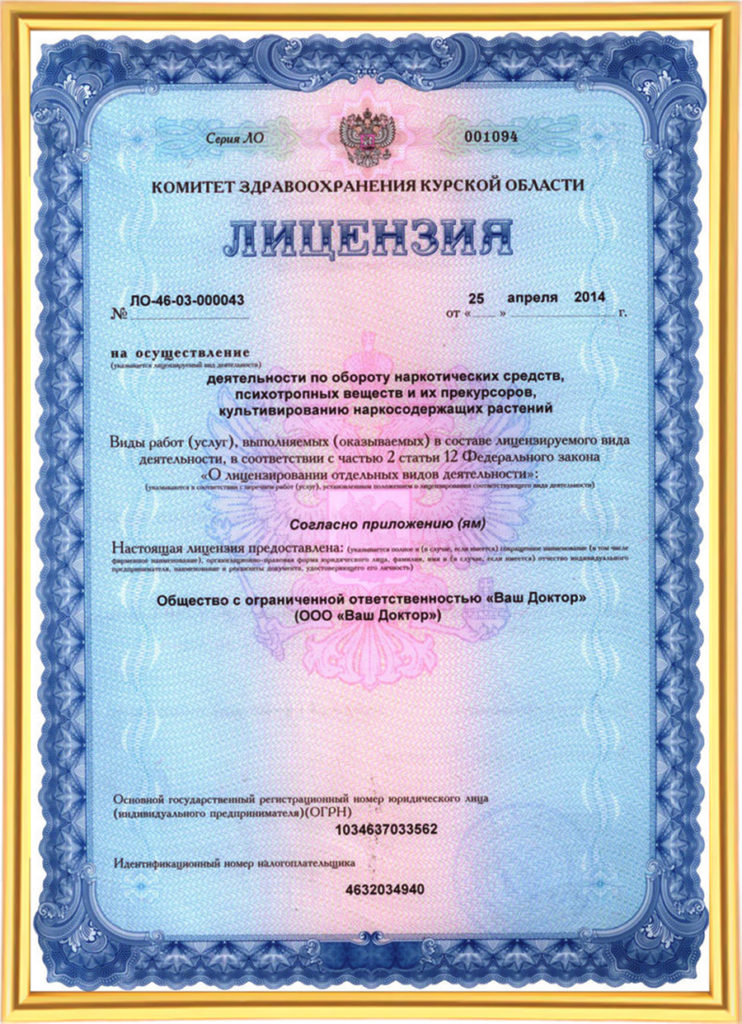 Серия ЛО 001094
КОМИТЕТ ЗДРАВООХРАНЕНИЯ КУРСКОЙ ОБЛАСТИ
ЛИЦЕНЗИЯ
№ ЛО-46-03-000043 от « 25 » апреля 2014 г.
на осуществление
(указывается лицензируемый вид деятельности)
деятельности по обороту наркотических средств,
психотропных веществ и их прекурсоров,
культивированию наркосодержащих растений
Виды работ (услуг), выполняемых (оказываемых) в составе лицензируемого вида
деятельности, в соответствии с частью 2 статьи 12 Федерального закона
«О лицензировании отдельных видов деятельности»:
(указываются в соответствии с перечнем работ (услуг), установленным положением о лицензировании соответствующего вида деятельности)
Согласно приложению (ям)
Настоящая лицензия предоставлена: (указывается полное и (в случае, если имеется) сокращенное наименование (в том числе
фирменное наименование), организационно-правовая форма юридического лица, фамилия, имя и (в случае, если имеется) отчество индивидуального
предпринимателя, наименование и реквизиты документа, удостоверяющего его личность)
Общество с ограниченной ответственностью «Ваш Доктор»
(ООО «Ваш Доктор»)
Основной государственный регистрационный номер юридического лица
(индивидуального предпринимателя)(ОГРН)
1034637033562
Идентификационный номер налогоплательщика
4632034940